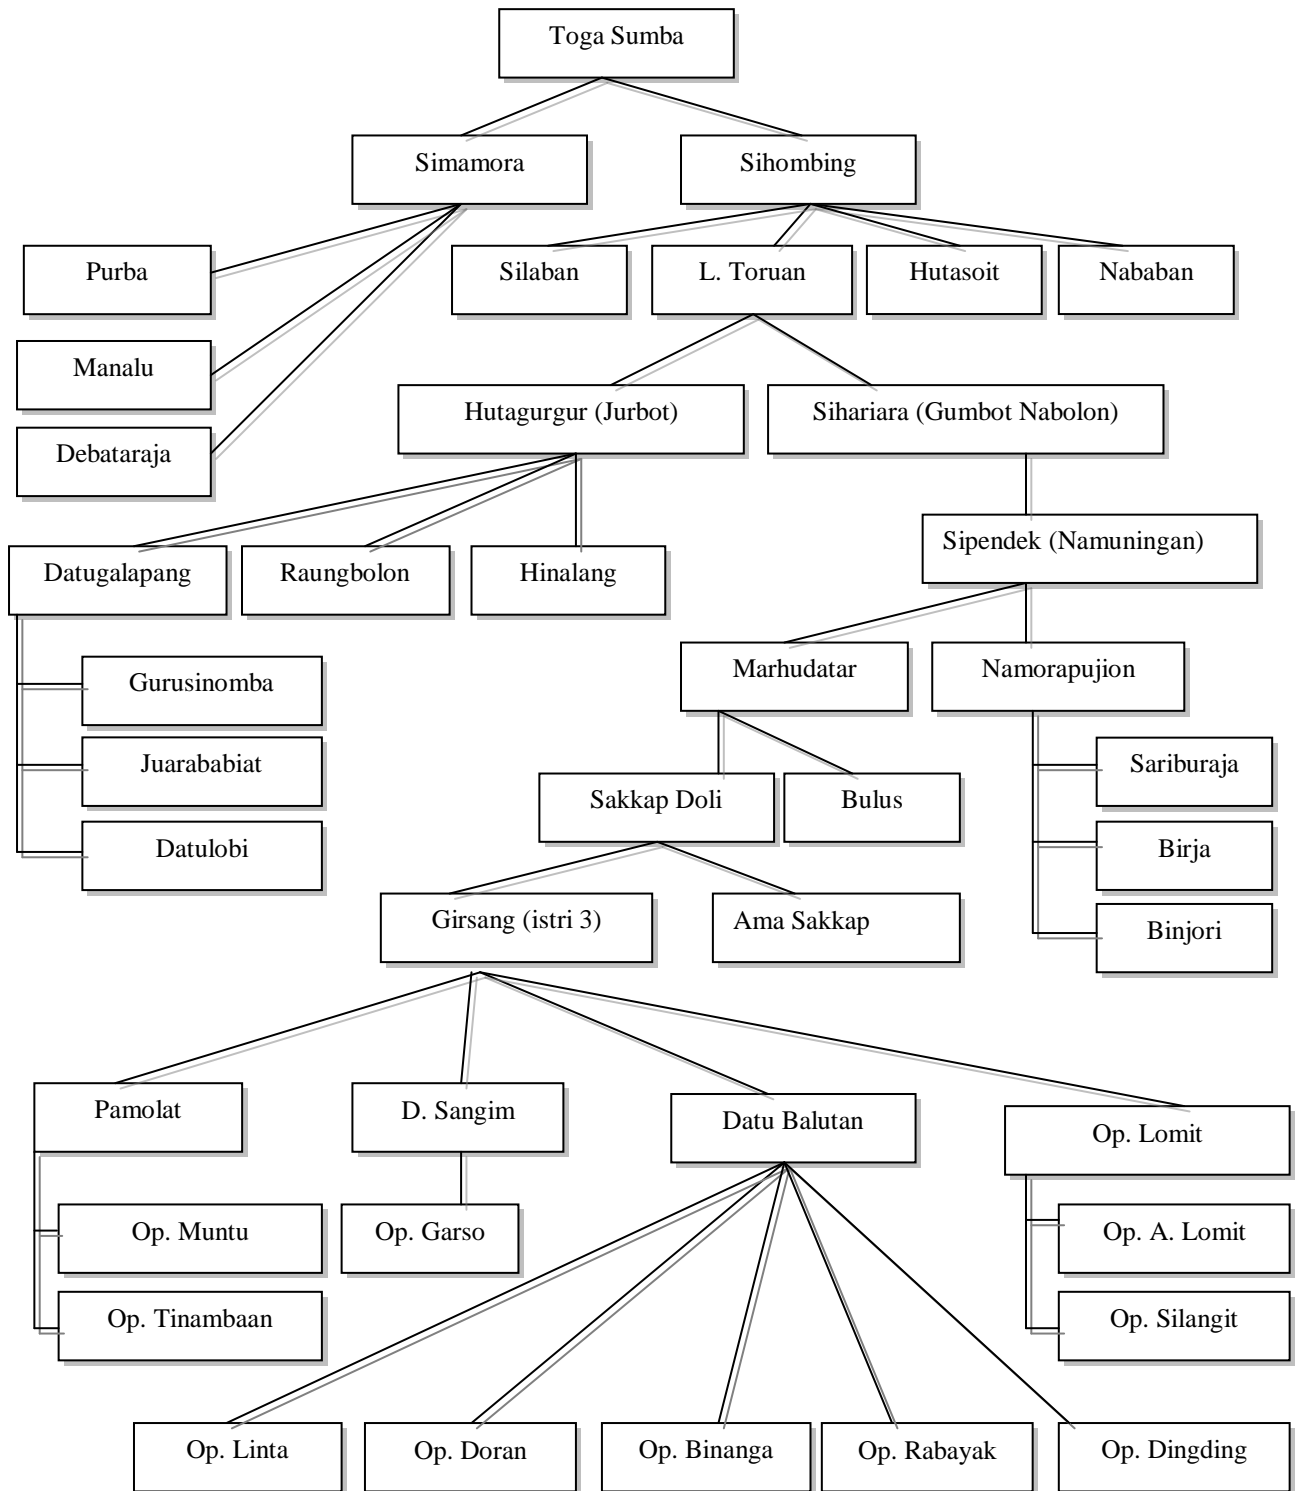 Toga Sumba
Simamora
Sihombing
Purba
Silaban
L. Toruan
Hutasoit
Nababan
Manalu
Hutagurgur (Jurbot)
Sihariara (Gumbot Nabolon)
Debataraja
Sipendek (Namuningan)
Datugalapang
Raungbolon
Hinalang
Marhudatar
Namorapujion
Gurusinomba
Juarababiat
Sariburaja
Sakkap Doli
Bulus
Datulobi
Birja
Girsang (istri 3)
Ama Sakkap
Binjori
Pamolat
D. Sangim
Datu Balutan
Op. Lomit
Op. Muntu
Op. Garso
Op. A. Lomit
Op. Tinambaan
Op. Silangit
Op. Linta
Op. Doran
Op. Binanga
Op. Rabayak
Op. Dingding